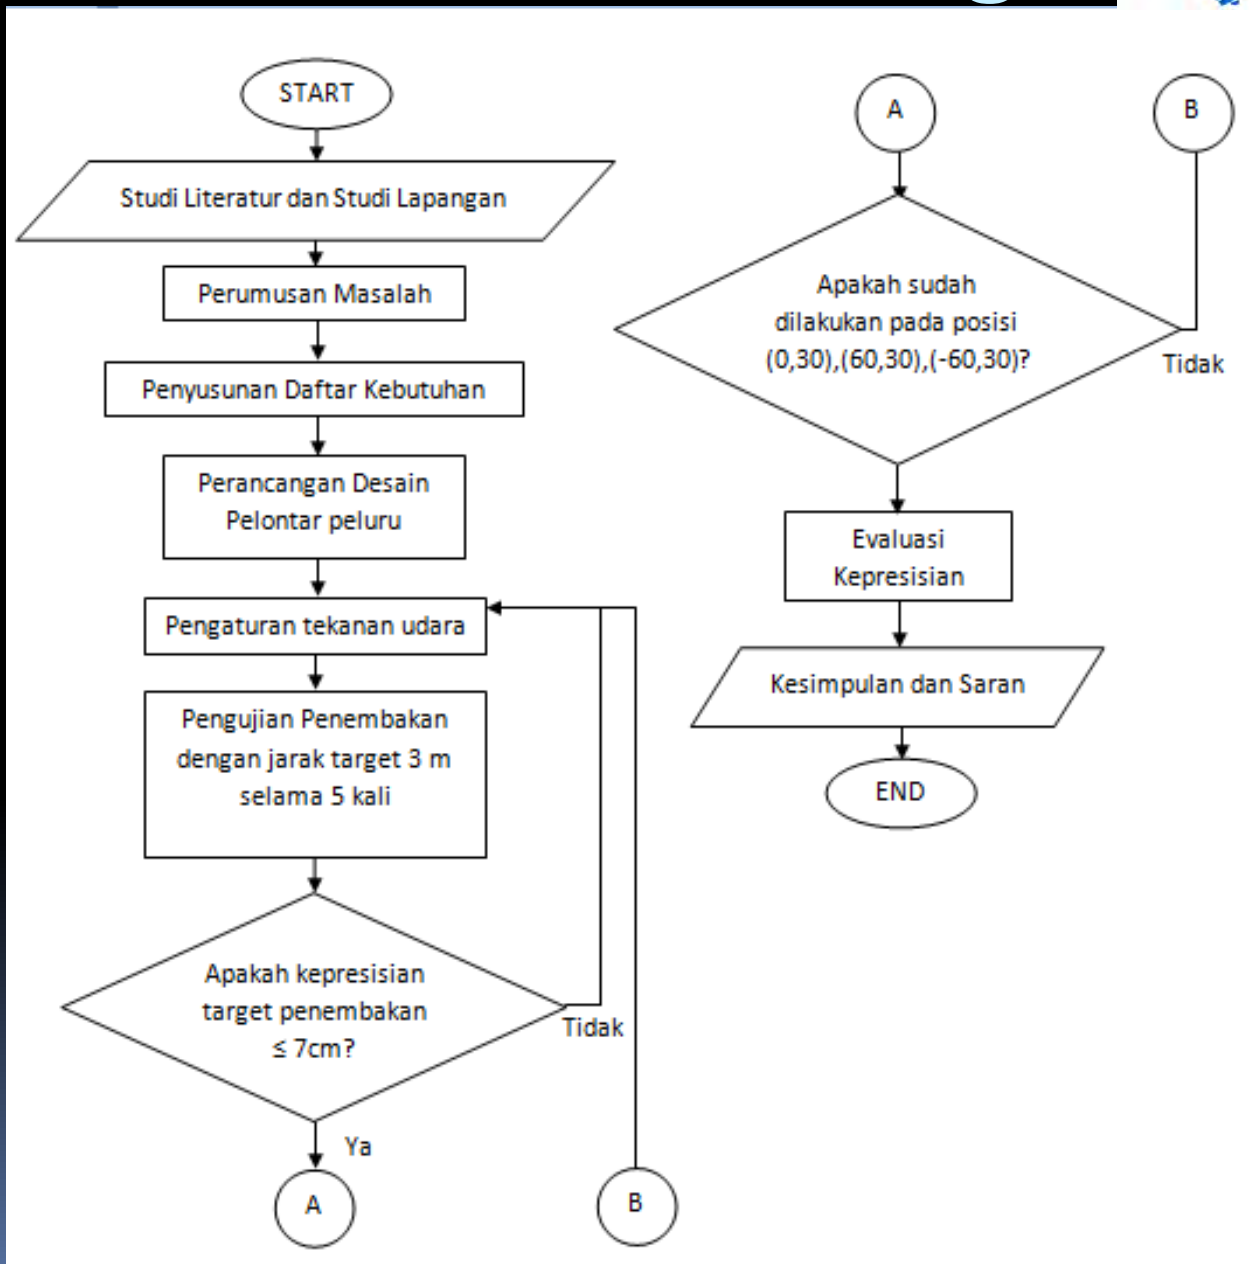 START
Studi Literatur dan Studi Lapangan
Perumusan Masalah
Penyusunan Daftar Kebutuhan
Perancangan Desain
Pelontar peluru
Pengaturan tekanan udara
Pengujian Penembakan
dengan jarak target 3 m
selama 5 kali
Apakah kepresisian
target penembakan
≤ 7cm?
Tidak
Ya
A
B
A
B
Apakah sudah
dilakukan pada posisi
(0,30),(60,30),(-60,30)?
Tidak
Evaluasi
Kepresisian
Kesimpulan dan Saran
END